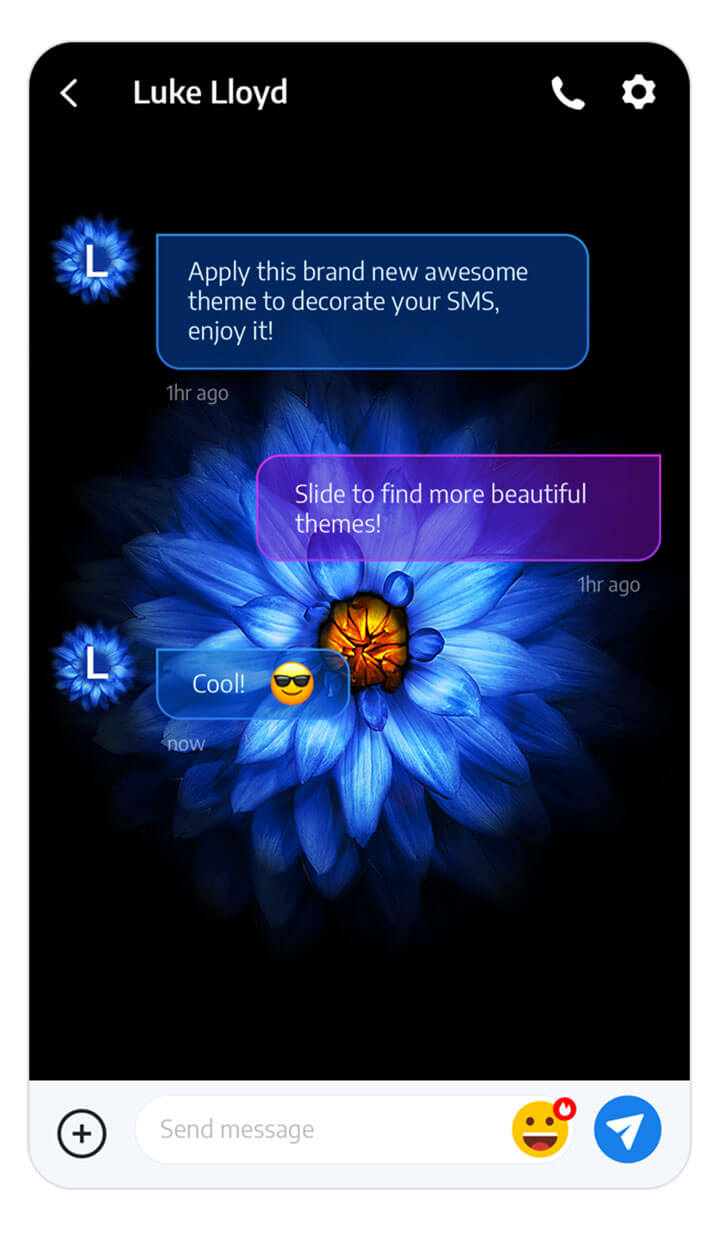 Luke Lloyd
L
Apply this brand new awesome
theme to decorate your SMS,
enjoy it!
1hr ago
Slide to find more beautiful
themes!
1hr ago
L
Cool! 😎
now
Send message